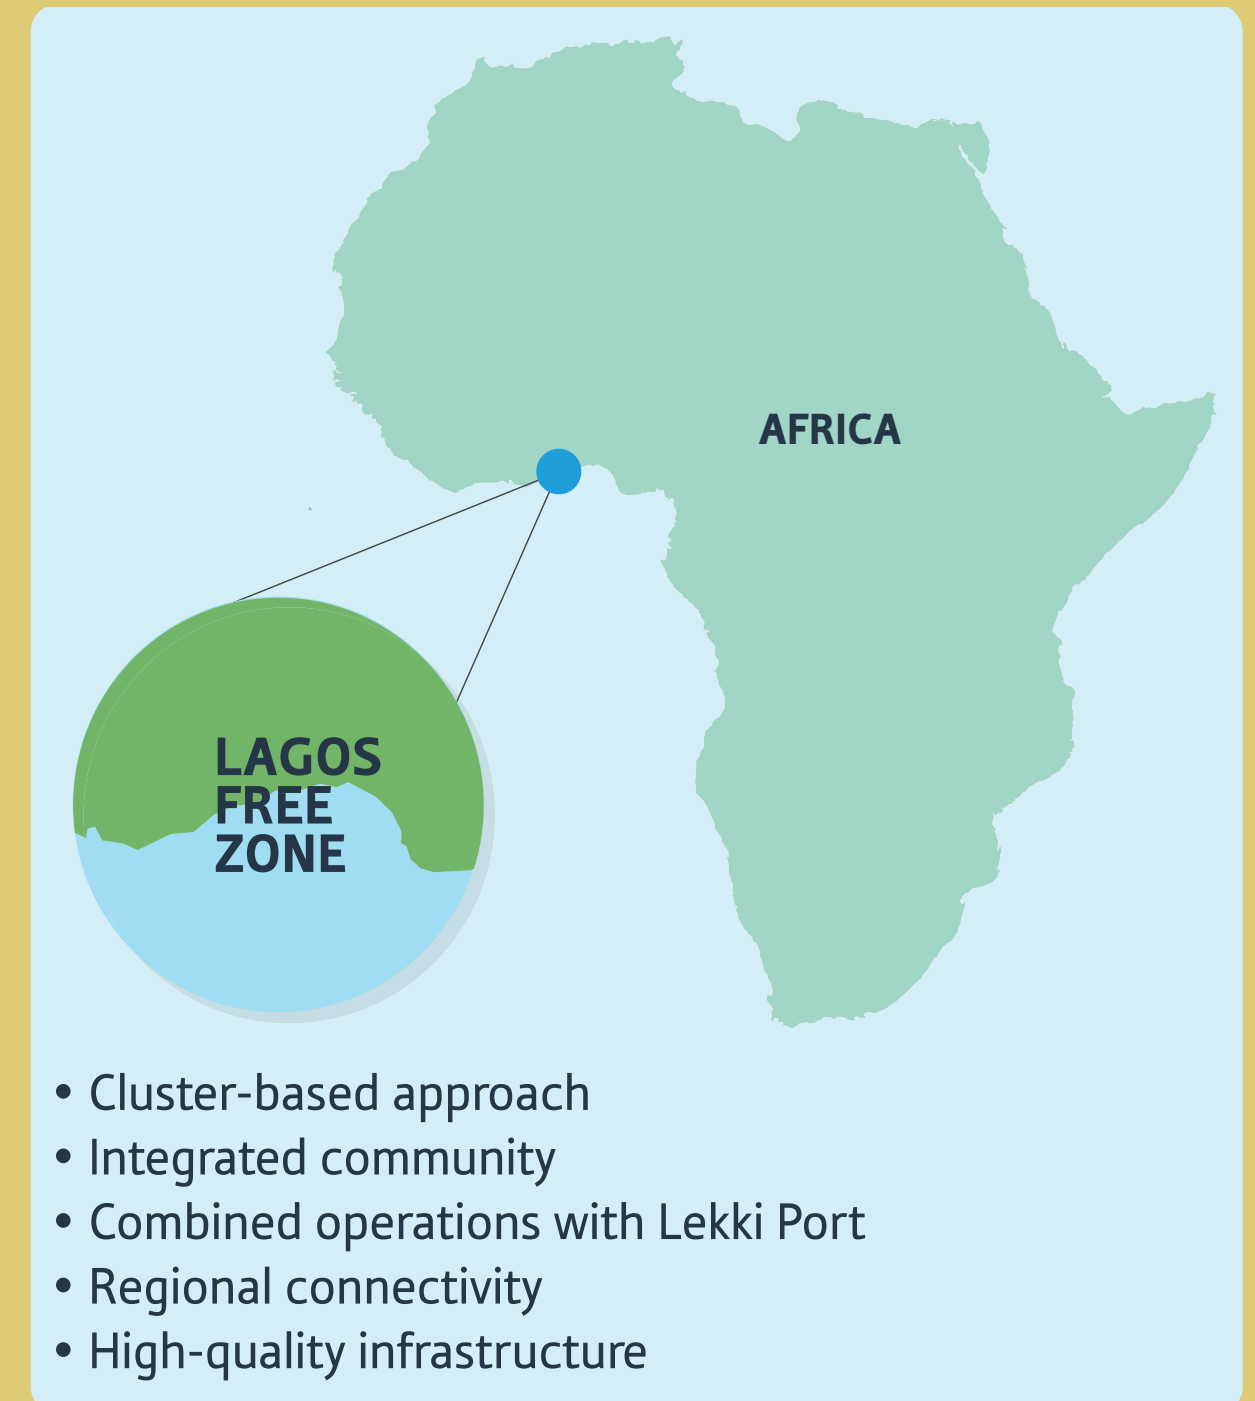 AFRICA
LAGOS
FREE
ZONE
• Cluster-based approach
• Integrated community
• Combined operations with Lekki Port
• Regional connectivity
• High-quality infrastructure